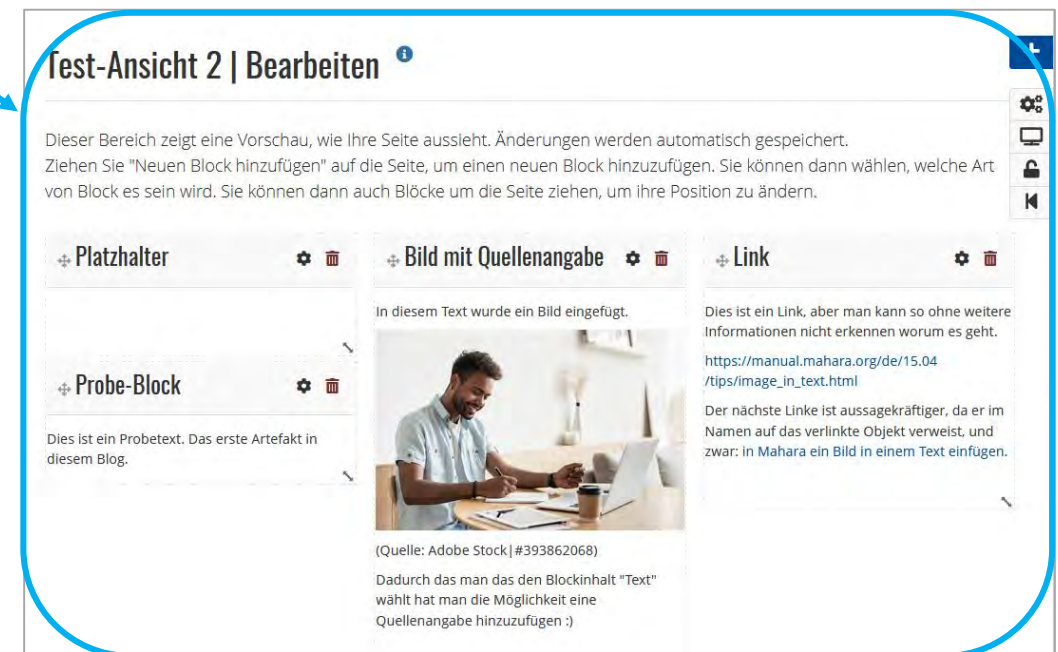 Test-Ansicht 2 | Bearbeiten
Dieser Bereich zeigt eine Vorschau, wie Ihre Seite aussieht. Änderungen werden automatisch gespeichert.
Ziehen Sie "Neuen Block hinzufügen" auf die Seite, um einen neuen Block hinzuzufügen. Sie können dann wählen, welche Art
von Block es sein wird. Sie können dann auch Blöcke um die Seite ziehen, um ihre Position zu ändern.
Platzhalter
Probe-Block
Dies ist ein Probetext. Das erste Artefakt in
diesem Blog.
Bild mit Quellenangabe
In diesem Text wurde ein Bild eingefügt.
(Quelle: Adobe Stock|#393862068)
Dadurch das man das den Blockinhalt "Text"
wählt hat man die Möglichkeit eine
Quellenangabe hinzuzufügen :)
Link
Dies ist ein Link, aber man kann so ohne weitere
Informationen nicht erkennen worum es geht.
https://manual.mahara.org/de/15.04
/tips/image_in_text.html
Der nächste Linke ist aussagekräftiger, da er im
Namen auf das verlinkte Objekt verweist, und
zwar: in Mahara ein Bild in einem Text einfügen.